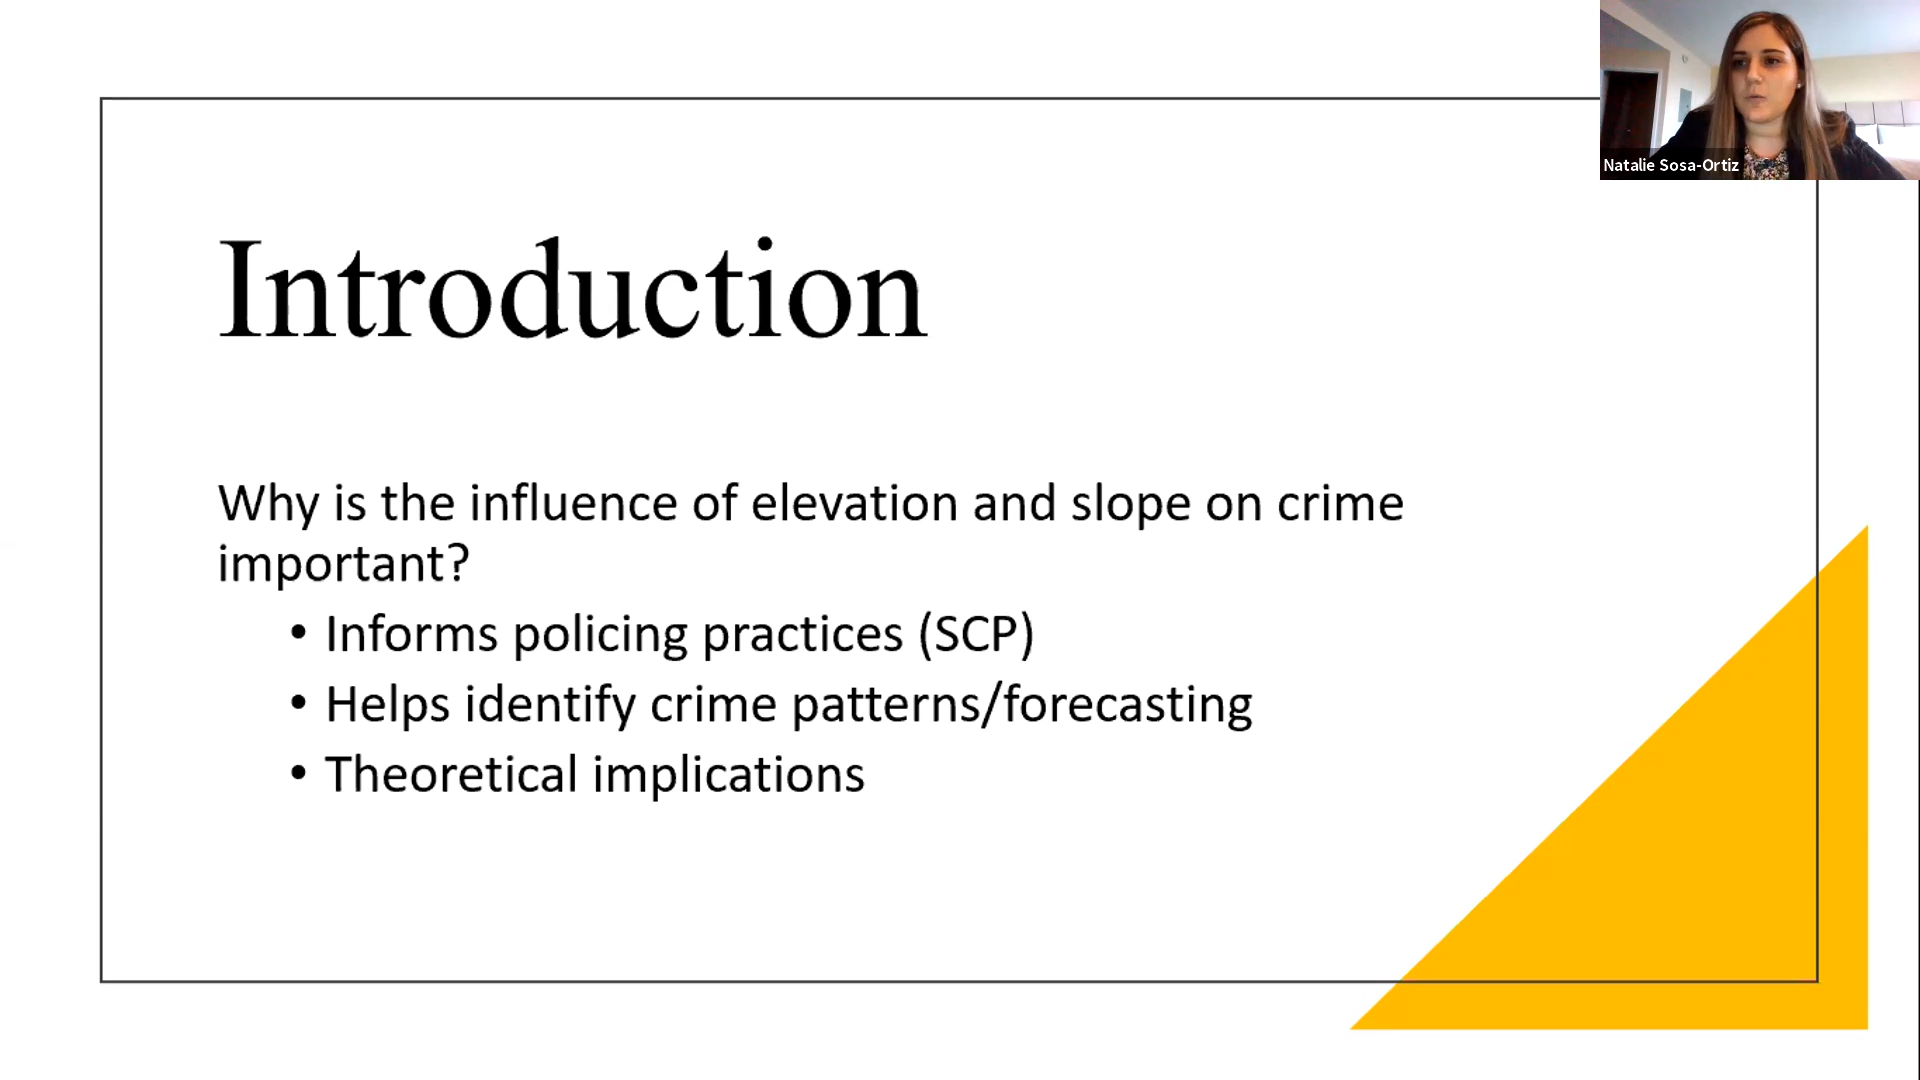 Natalie Sosa-Ortiz
Introduction
Why is the influence of elevation and slope on crime
important?
• Informs policing practices (SCP)
• Helps identify crime patterns/forecasting
• Theoretical implications